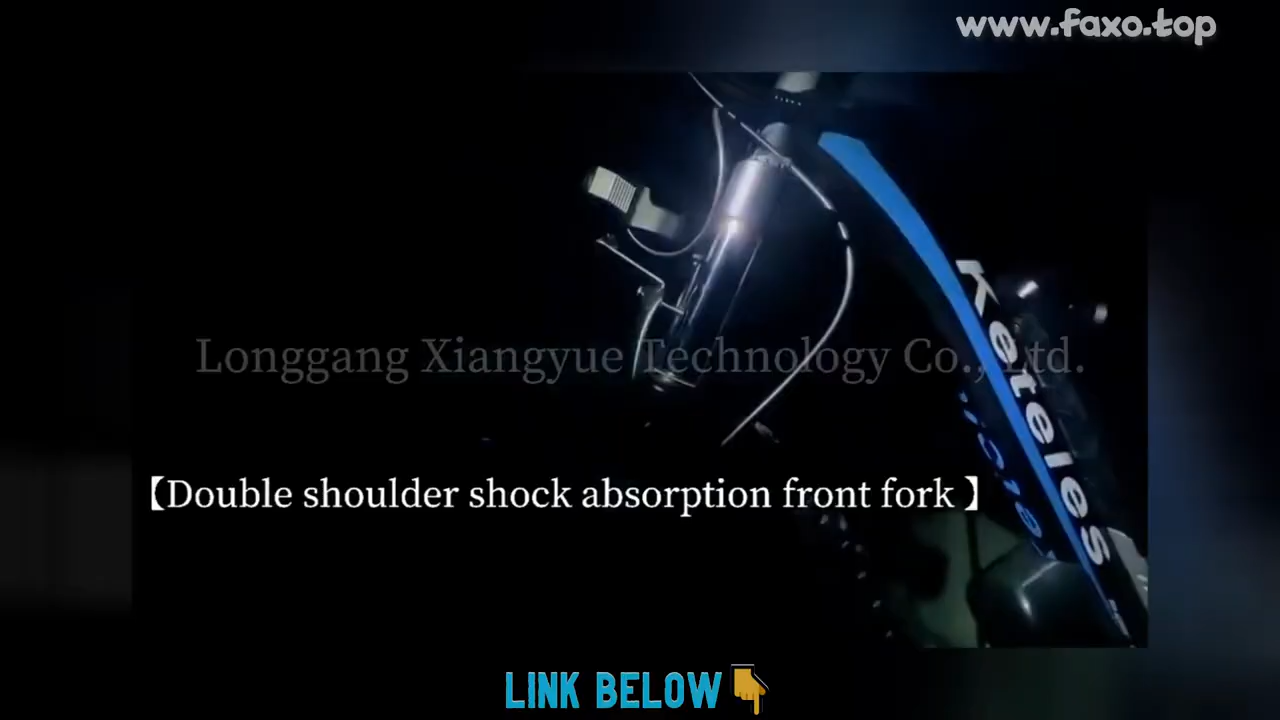 www.faxo.top
Keteles
Longgang Xiangyue Technology Co., Ltd.
【Double shoulder shock absorption front fork 】
LINK BELOW